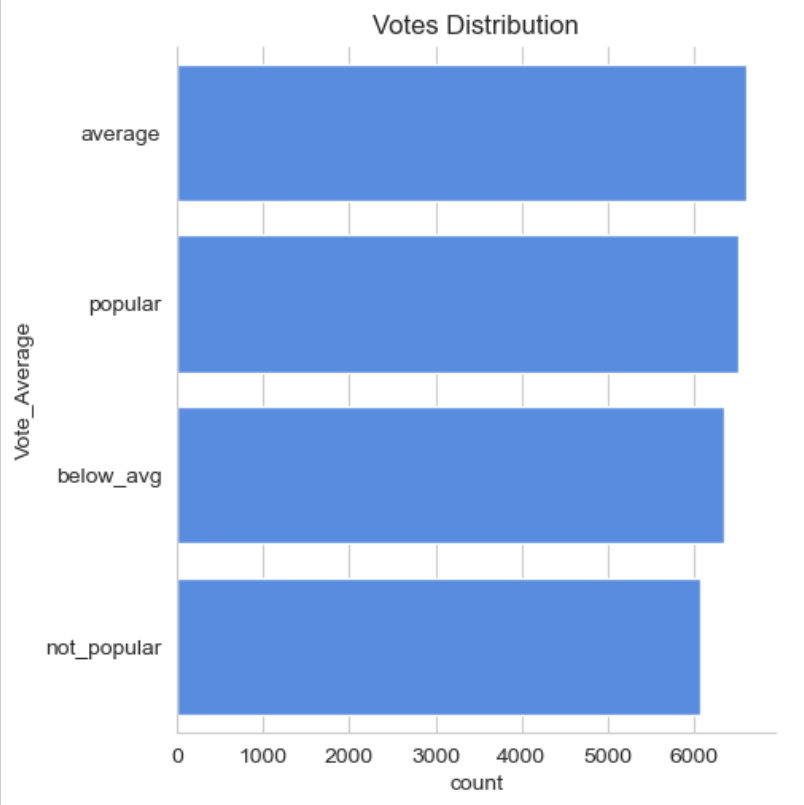 Votes Distribution
average
popular
below_avg
not_popular
Vote_Average
0 1000 2000 3000 4000 5000 6000
count